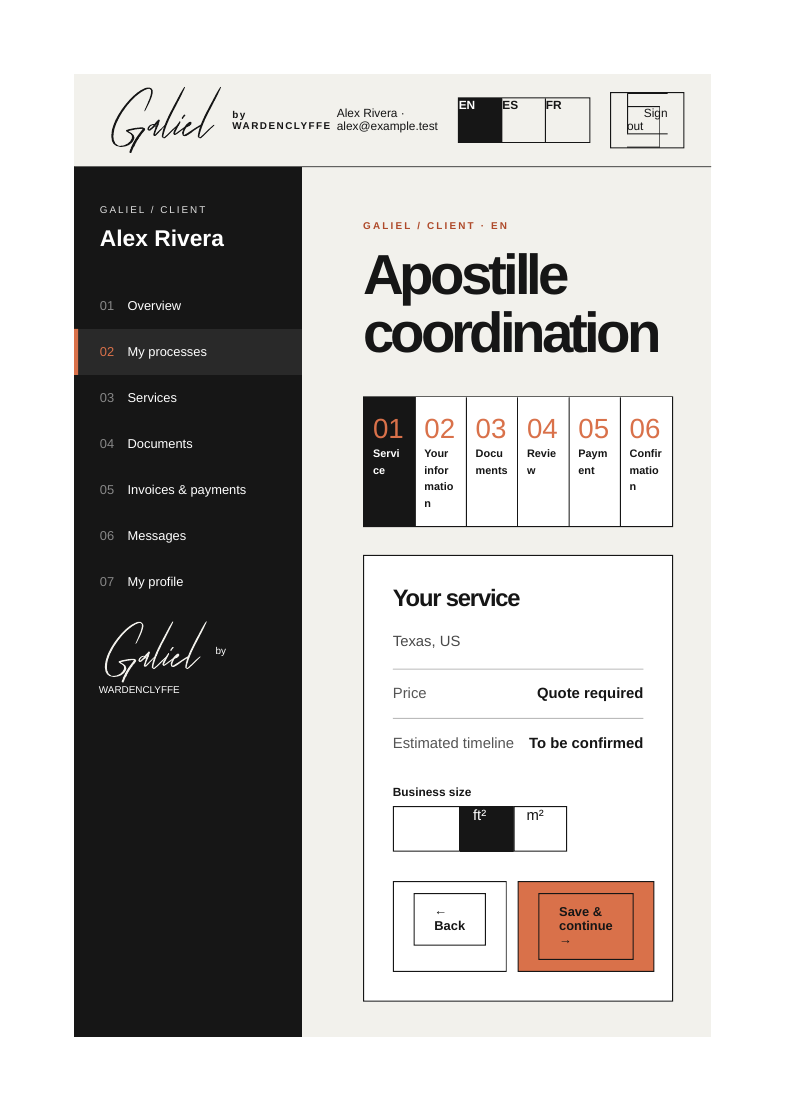 Galiel by
WARDENCLYFFE
Alex Rivera ·
alex@example.test
EN ES FR
Sign
out
GALIEL / CLIENT
Alex Rivera
01 Overview
02 My processes
03 Services
04 Documents
05 Invoices & payments
06 Messages
07 My profile
Galiel by
WARDENCLYFFE
GALIEL / CLIENT · EN
Apostille
coordination
01
Servi
ce
02
Your
infor
matio
n
03
Docu
ments
04
Revie
w
05
Paym
ent
06
Confir
matio
n
Your service
Texas, US
Price Quote required
Estimated timeline To be confirmed
Business size
ft² m²
←
Back
Save &
continue
→